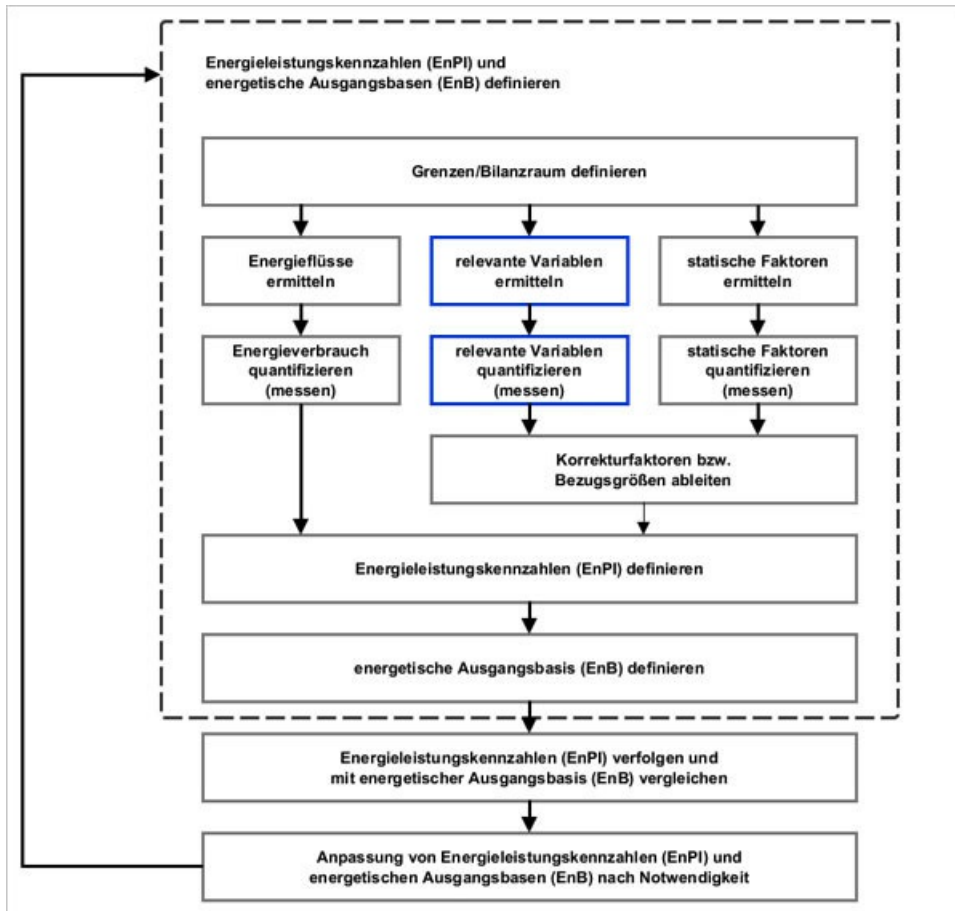 Energieleistungskennzahlen (EnPI) und
energetische Ausgangsbasen (EnB) definieren
Grenzen/Bilanzraum definieren
Energieflüsse
ermitteln
relevante Variablen
ermitteln
statische Faktoren
ermitteln
Energieverbrauch
quantifizieren
(messen)
relevante Variablen
quantifizieren
(messen)
statische Faktoren
quantifizieren
(messen)
Korrekturfaktoren bzw.
Bezugsgrößen ableiten
Energieleistungskennzahlen (EnPI) definieren
energetische Ausgangsbasis (EnB) definieren
Energieleistungskennzahlen (EnPI) verfolgen und
mit energetischer Ausgangsbasis (EnB) vergleichen
Anpassung von Energieleistungskennzahlen (EnPI) und
energetischen Ausgangsbasen (EnB) nach Notwendigkeit